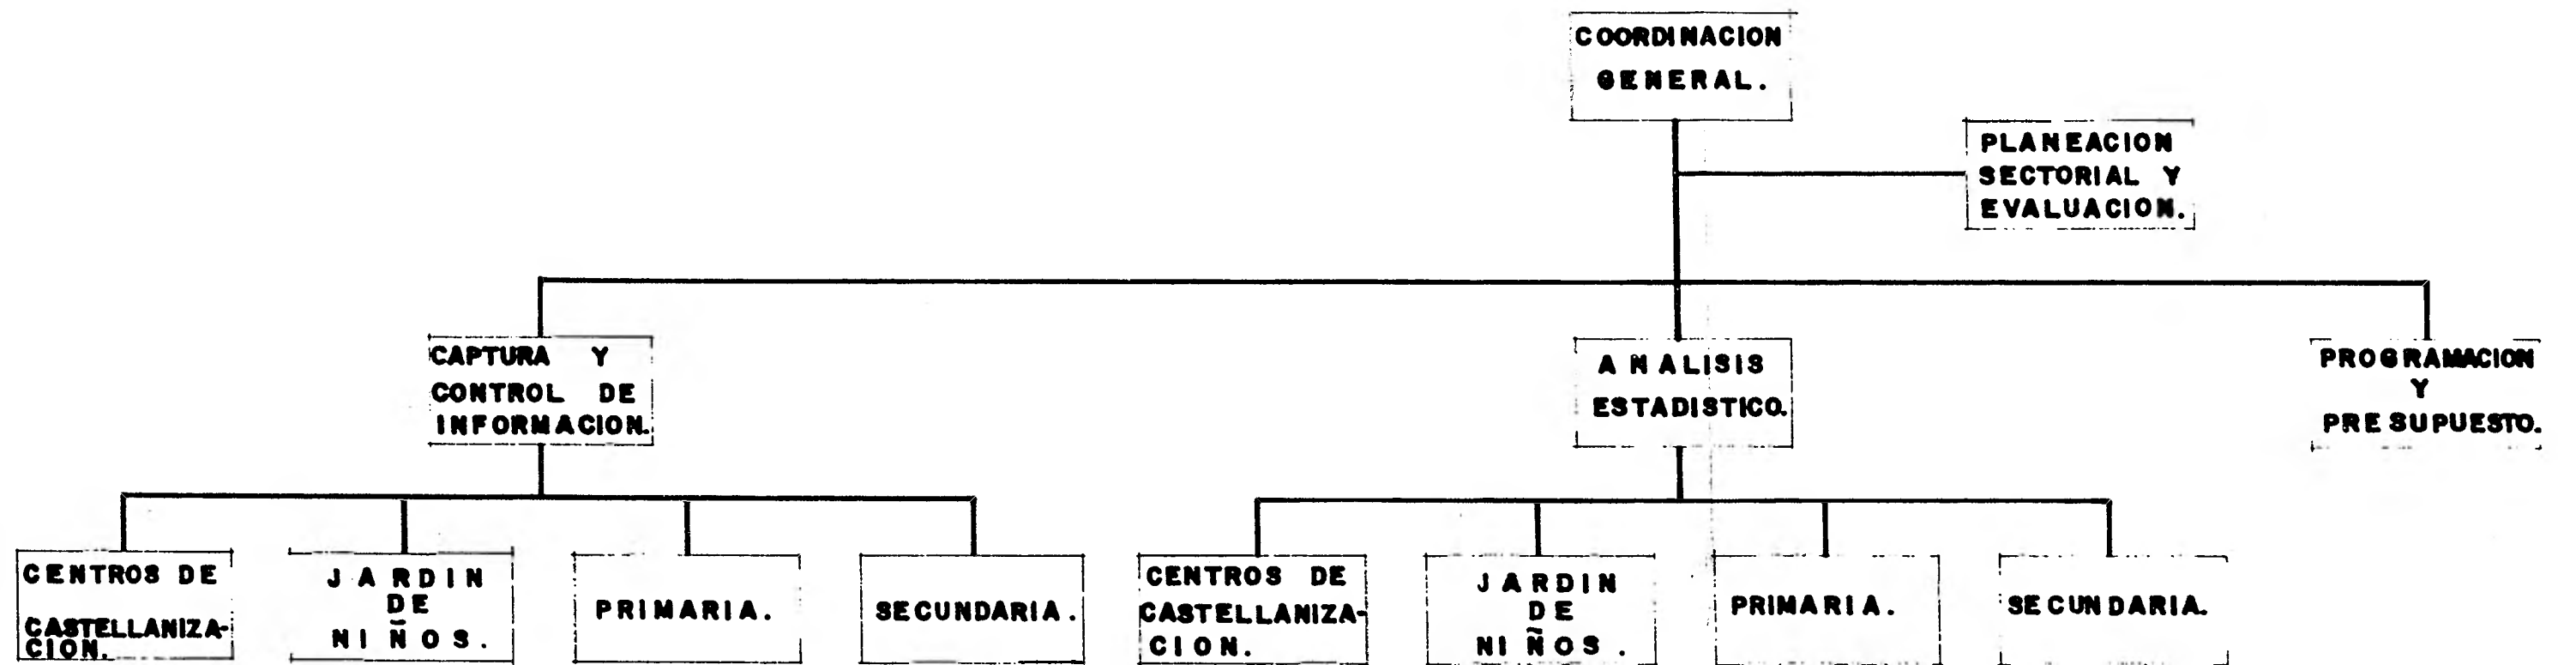 COORDINACION
GENERAL.
PLANEACION
SECTORIAL Y
EVALUACION.
CAPTURA Y
CONTROL DE
INFORMACION.
ANALISIS
ESTADISTICO.
PROGRAMACION
Y
PRESUPUESTO.
CENTROS DE
CASTELLANIZA-
CION.
JARDIN
DE
NIÑOS.
PRIMARIA.
SECUNDARIA.
CENTROS DE
CASTELLANIZA-
CION.
JARDIN
DE
NIÑOS.
PRIMARIA.
SECUNDARIA.